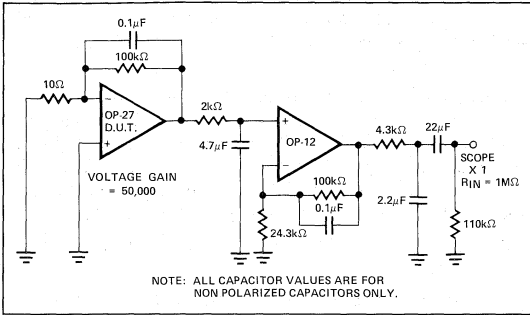 0.1μF
100kΩ
10Ω
−
+
OP-27
D.U.T.
VOLTAGE GAIN
= 50,000
2kΩ
4.7μF
+
−
OP-12
100kΩ
0.1μF
24.3kΩ
4.3kΩ
22μF
SCOPE
X 1
RIN = 1MΩ
2.2μF
110kΩ
NOTE: ALL CAPACITOR VALUES ARE FOR
NON POLARIZED CAPACITORS ONLY.